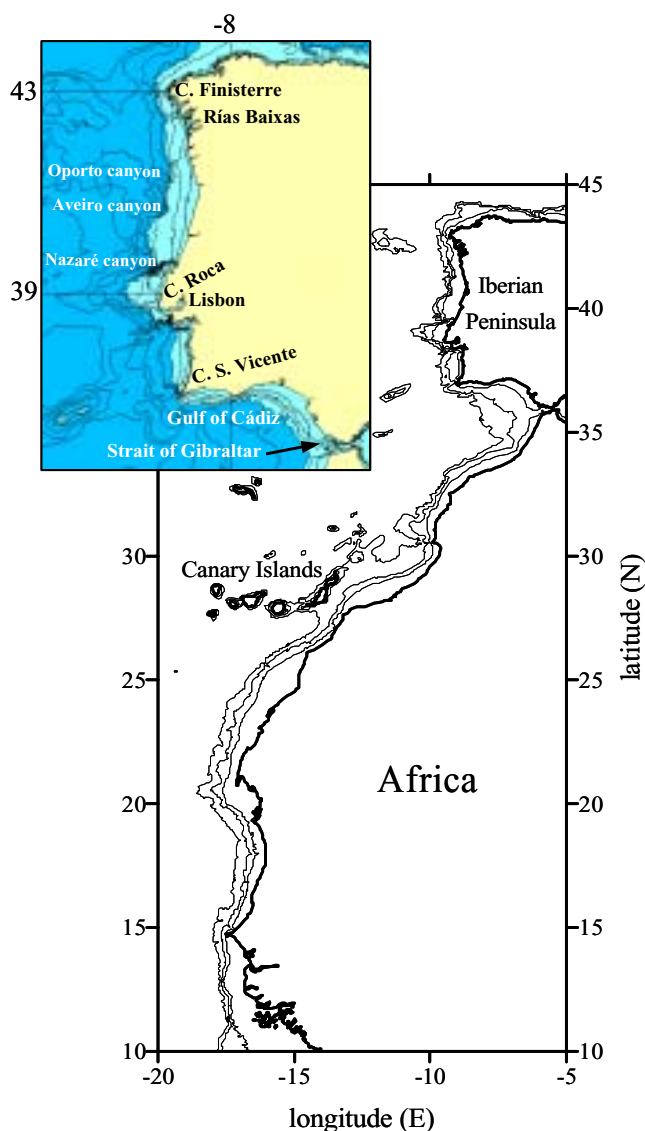 -8
43
C. Finisterre
Rías Baixas
Oporto canyon
Aveiro canyon
Nazaré canyon
C. Roca
39
Lisbon
C. S. Vicente
Gulf of Cádiz
Strait of Gibraltar
45
Iberian
Peninsula
40
35
30
30
Canary Islands
latitude (N)
25
25
Africa
20
20
15
15
10
10
-20
-15
-10
-5
longitude (E)